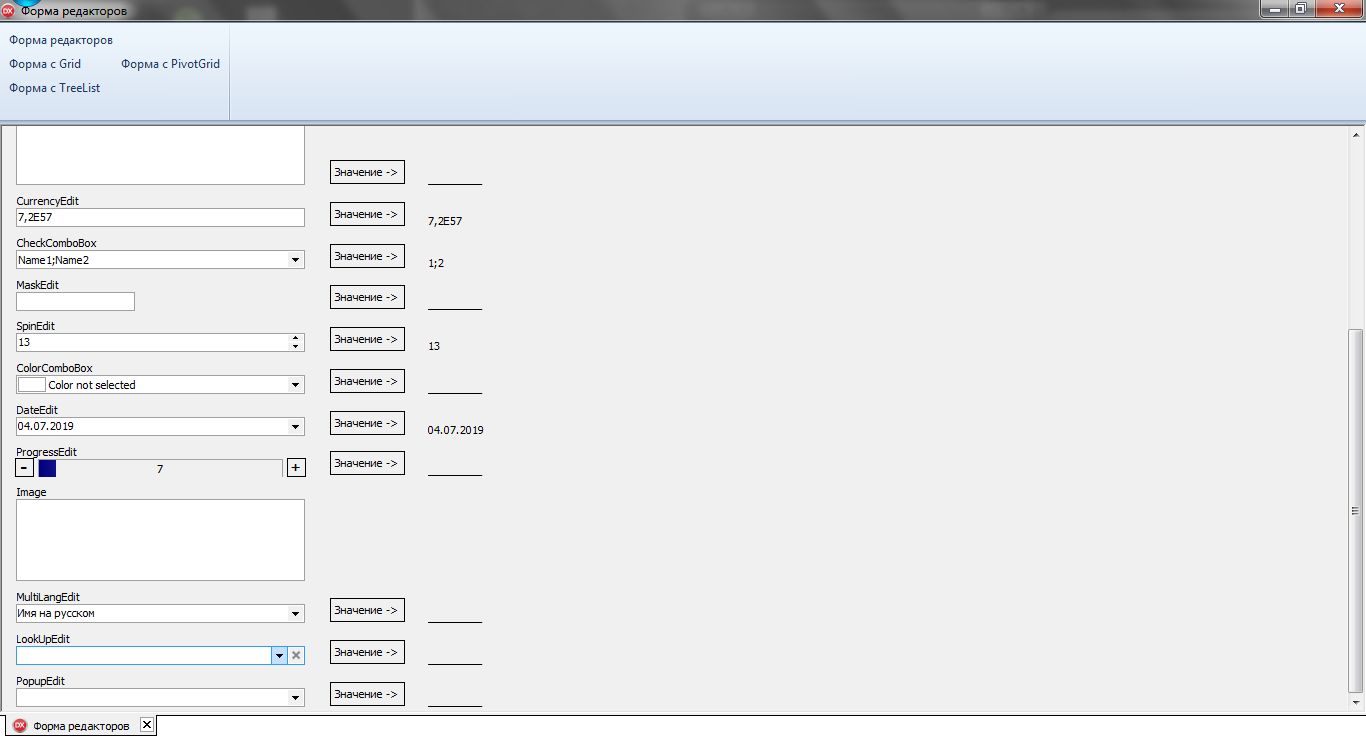 DX Форма редакторов
Форма редакторов
Форма с Grid Форма с PivotGrid
Форма с TreeList
Значение ->
CurrencyEdit
7,2E57 Значение -> 7,2E57
CheckComboBox
Name1;Name2 Значение -> 1;2
MaskEdit
Значение ->
SpinEdit
13 Значение -> 13
ColorComboBox
Color not selected Значение ->
DateEdit
04.07.2019 Значение -> 04.07.2019
ProgressEdit
- 7 + Значение ->
Image
MultiLangEdit
Имя на русском Значение ->
LookUpEdit
Значение ->
PopupEdit
Значение ->
DX Форма редакторов